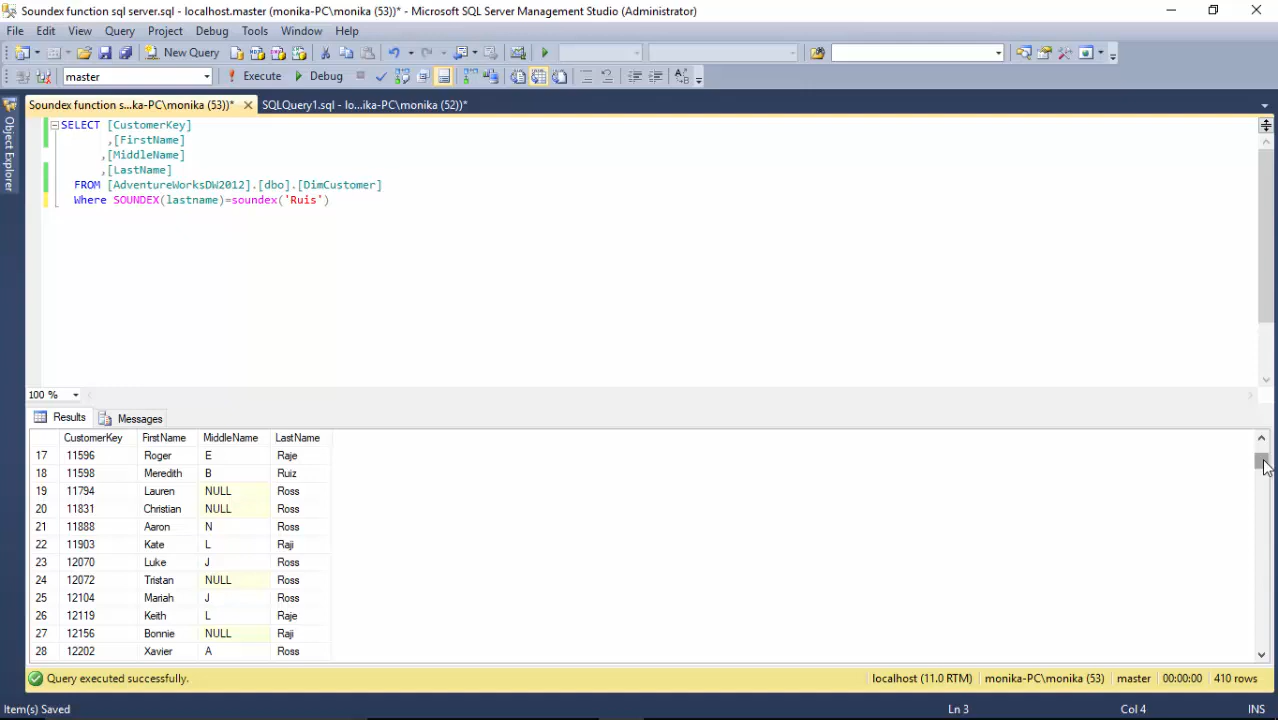 Soundex function sql server.sql - localhost.master (monika-PC\monika (53))* - Microsoft SQL Server Management Studio (Administrator)
File Edit View Query Project Debug Tools Window Help
New Query
master Execute Debug
Soundex function s...ka-PC\monika (53))* SQLQuery1.sql - lo...ika-PC\monika (52))*
Object Explorer
SELECT [CustomerKey]
,[FirstName]
,[MiddleName]
,[LastName]
FROM [AdventureWorksDW2012].[dbo].[DimCustomer]
Where SOUNDEX(lastname)=soundex('Ruis')
100 %
Results Messages
CustomerKey FirstName MiddleName LastName
17 11596 Roger E Raje
18 11598 Meredith B Ruiz
19 11794 Lauren NULL Ross
20 11831 Christian NULL Ross
21 11888 Aaron N Ross
22 11903 Kate L Raji
23 12070 Luke J Ross
24 12072 Tristan NULL Ross
25 12104 Mariah J Ross
26 12119 Keith L Raje
27 12156 Bonnie NULL Raji
28 12202 Xavier A Ross
Query executed successfully. localhost (11.0 RTM) monika-PC\monika (53) master 00:00:00 410 rows
Item(s) Saved Ln 3 Col 4 INS